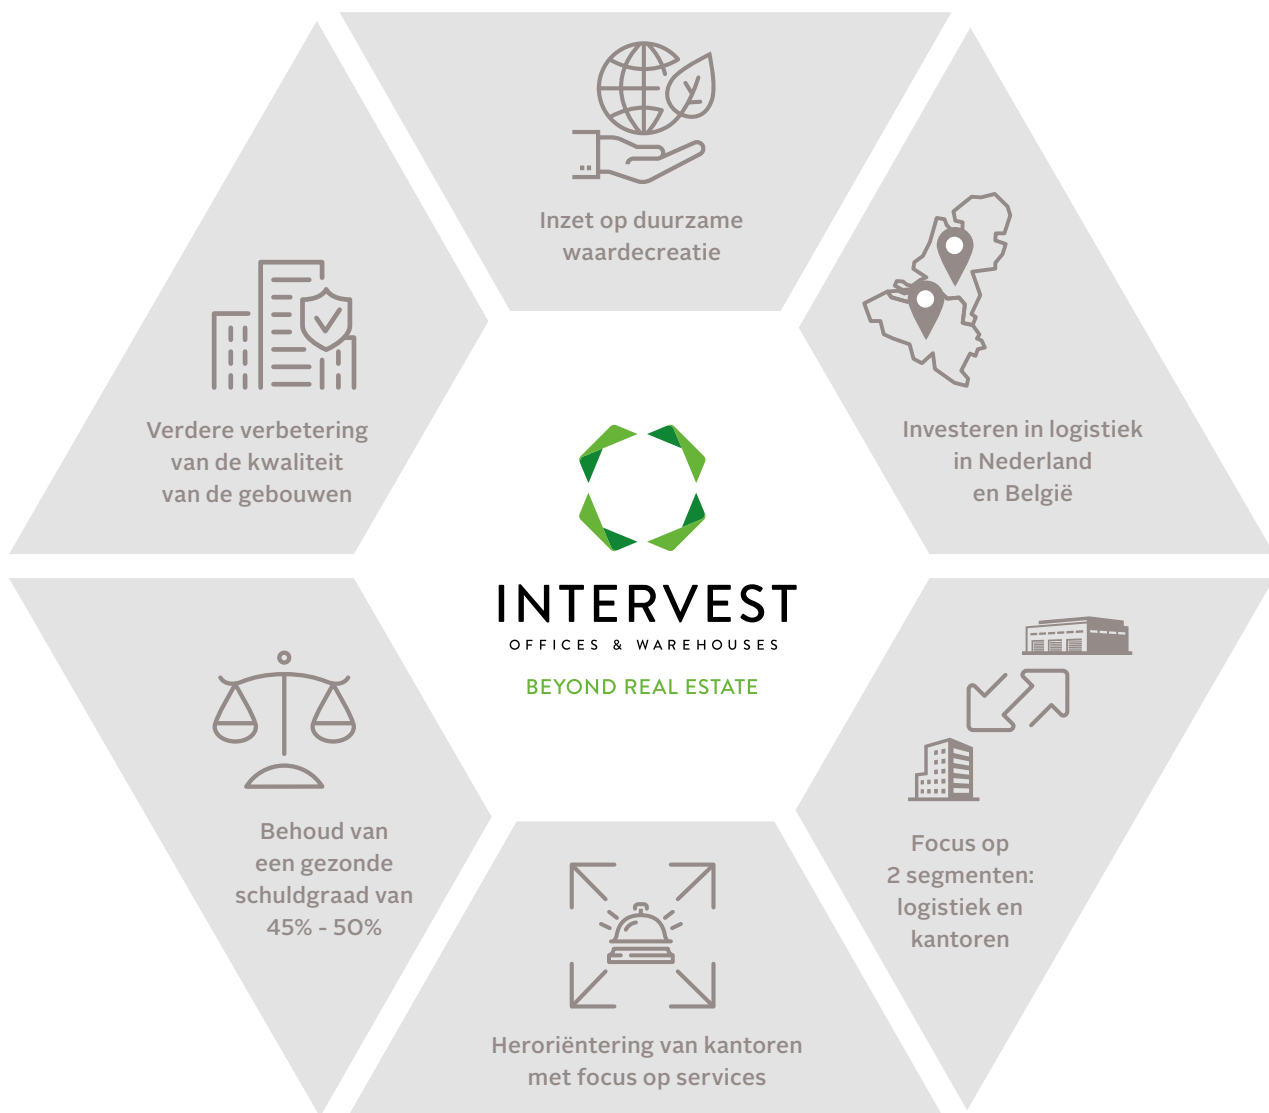 Inzet op duurzame
waardecreatie
Verdere verbetering
van de kwaliteit
van de gebouwen
Investeren in logistiek
in Nederland
en België
INTERVEST
OFFICES & WAREHOUSES
BEYOND REAL ESTATE
Behoud van
een gezonde
schuldgraad van
45% - 50%
Focus op
2 segmenten:
logistiek en
kantoren
Heroriëntering van kantoren
met focus op services